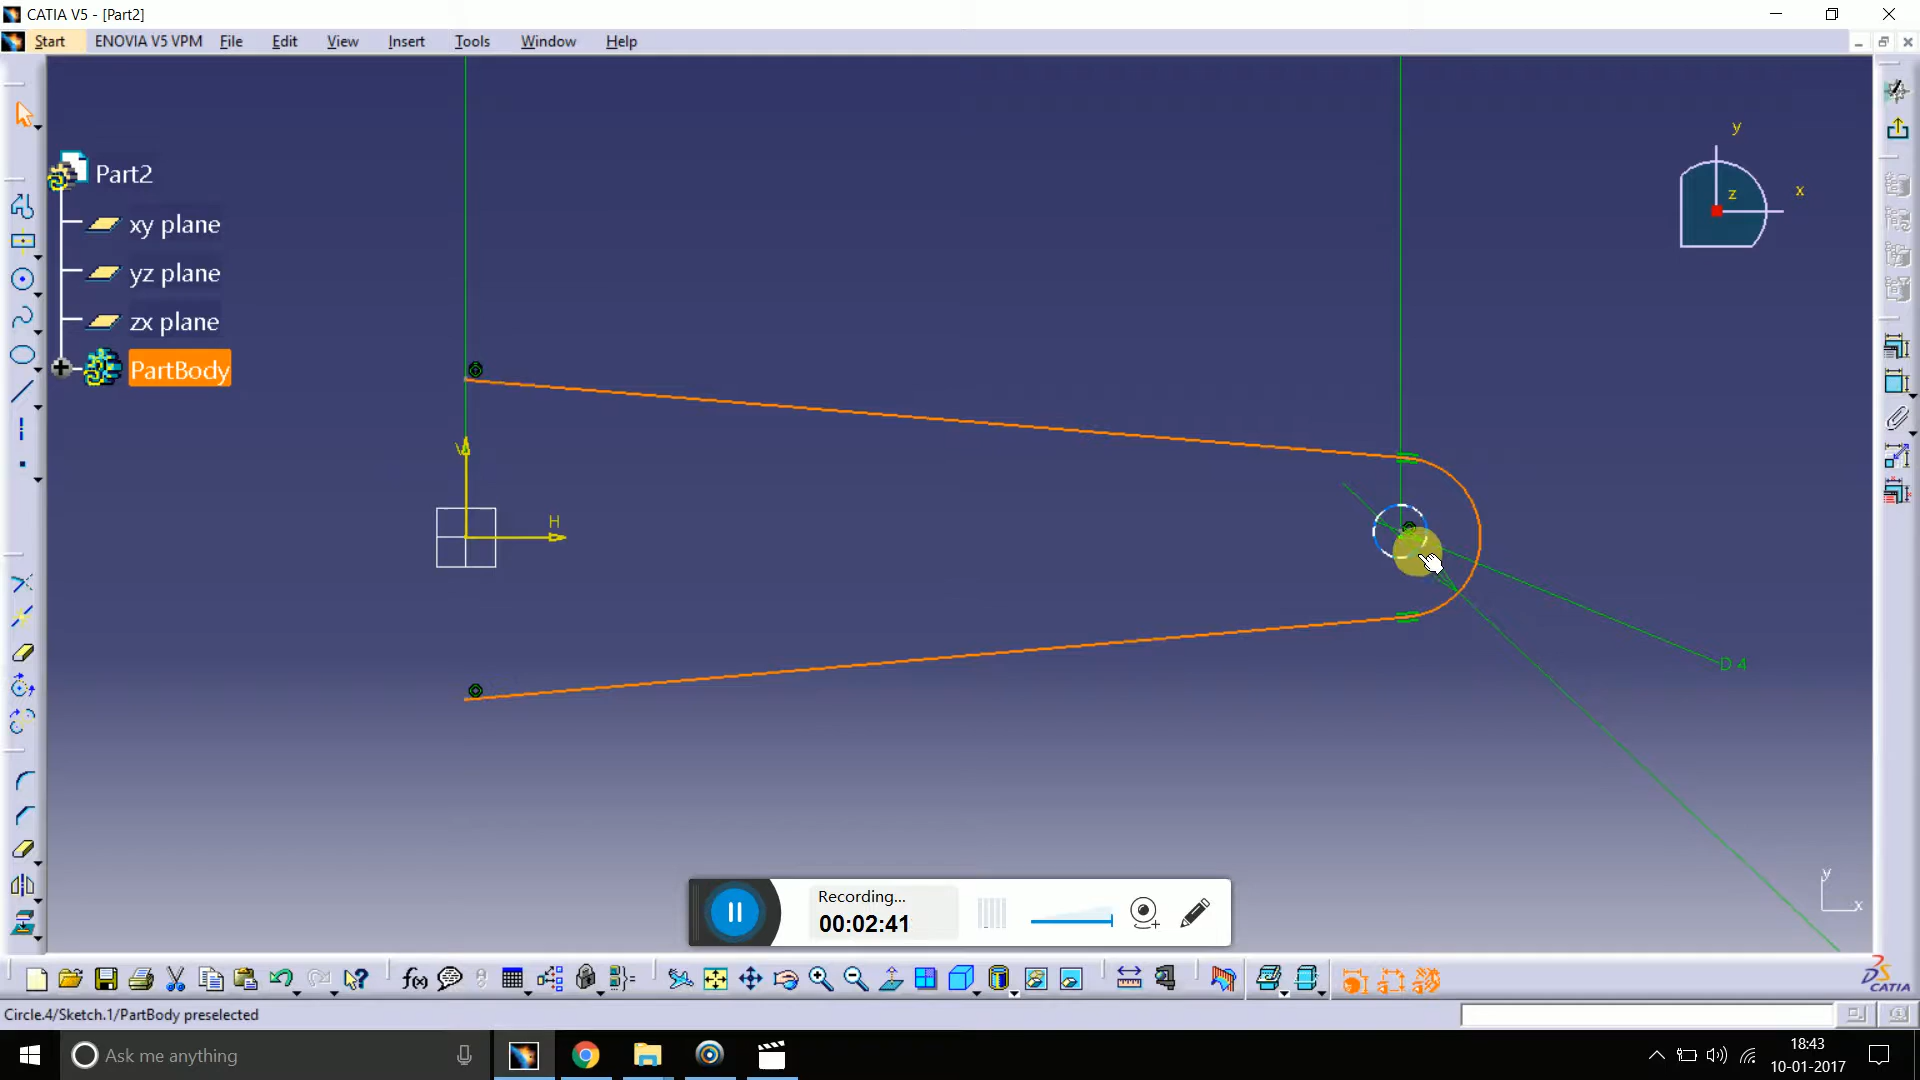 CATIA V5 - [Part2]
Start ENOVIA V5 VPM File Edit View Insert Tools Window Help
y
x
z
Part2
xy plane
yz plane
zx plane
PartBody
V
H
D 4
Recording...
00:02:41
y
x
f(x)
CATIA
Circle.4/Sketch.1/PartBody preselected
Ask me anything
18:43
10-01-2017